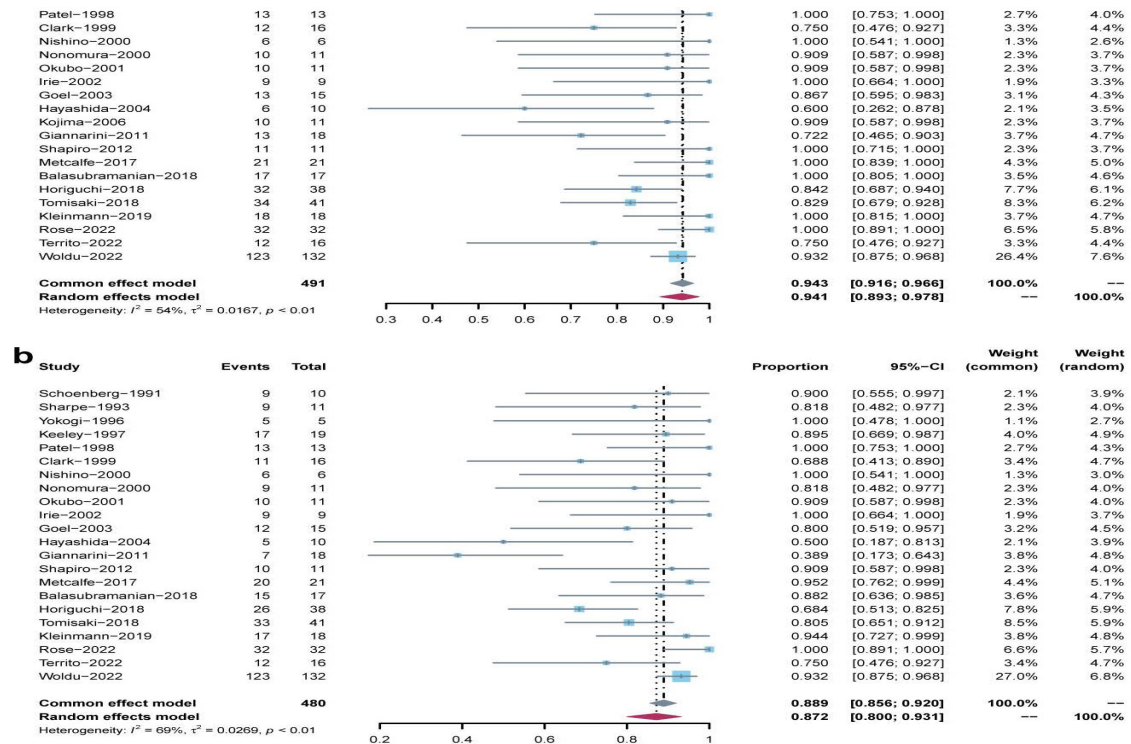 Patel−1998 13 13 1.000 [0.753; 1.000] 2.7% 4.0%
Clark−1999 12 16 0.750 [0.476; 0.927] 3.3% 4.4%
Nishino−2000 6 6 1.000 [0.541; 1.000] 1.3% 2.6%
Nonomura−2000 10 11 0.909 [0.587; 0.998] 2.3% 3.7%
Okubo−2001 10 11 0.909 [0.587; 0.998] 2.3% 3.7%
Irie−2002 9 9 1.000 [0.664; 1.000] 1.9% 3.3%
Goel−2003 13 15 0.867 [0.595; 0.983] 3.1% 4.3%
Hayashida−2004 6 10 0.600 [0.262; 0.878] 2.1% 3.5%
Kojima−2006 10 11 0.909 [0.587; 0.998] 2.3% 3.7%
Giannarini−2011 13 18 0.722 [0.465; 0.903] 3.7% 4.7%
Shapiro−2012 11 11 1.000 [0.715; 1.000] 2.3% 3.7%
Metcalfe−2017 21 21 1.000 [0.839; 1.000] 4.3% 5.0%
Balasubramanian−2018 17 17 1.000 [0.805; 1.000] 3.5% 4.6%
Horiguchi−2018 32 38 0.842 [0.687; 0.940] 7.7% 6.1%
Tomisaki−2018 34 41 0.829 [0.679; 0.928] 8.3% 6.2%
Kleinmann−2019 18 18 1.000 [0.815; 1.000] 3.7% 4.7%
Rose−2022 32 32 1.000 [0.891; 1.000] 6.5% 5.8%
Territo−2022 12 16 0.750 [0.476; 0.927] 3.3% 4.4%
Woldu−2022 123 132 0.932 [0.875; 0.968] 26.4% 7.6%
Common effect model 491 0.943 [0.916; 0.966] 100.0% −−
Random effects model 0.941 [0.893; 0.978] −− 100.0%
Heterogeneity: I² = 54%, τ² = 0.0167, p < 0.01
0.3 0.4 0.5 0.6 0.7 0.8 0.9 1
b
Weight Weight
Study Events Total Proportion 95%−CI (common) (random)
Schoenberg−1991 9 10 0.900 [0.555; 0.997] 2.1% 3.9%
Sharpe−1993 9 11 0.818 [0.482; 0.977] 2.3% 4.0%
Yokogi−1996 5 5 1.000 [0.478; 1.000] 1.1% 2.7%
Keeley−1997 17 19 0.895 [0.669; 0.987] 4.0% 4.9%
Patel−1998 13 13 1.000 [0.753; 1.000] 2.7% 4.3%
Clark−1999 11 16 0.688 [0.413; 0.890] 3.4% 4.7%
Nishino−2000 6 6 1.000 [0.541; 1.000] 1.3% 3.0%
Nonomura−2000 9 11 0.818 [0.482; 0.977] 2.3% 4.0%
Okubo−2001 10 11 0.909 [0.587; 0.998] 2.3% 4.0%
Irie−2002 9 9 1.000 [0.664; 1.000] 1.9% 3.7%
Goel−2003 12 15 0.800 [0.519; 0.957] 3.2% 4.5%
Hayashida−2004 5 10 0.500 [0.187; 0.813] 2.1% 3.9%
Giannarini−2011 7 18 0.389 [0.173; 0.643] 3.8% 4.8%
Shapiro−2012 10 11 0.909 [0.587; 0.998] 2.3% 4.0%
Metcalfe−2017 20 21 0.952 [0.762; 0.999] 4.4% 5.1%
Balasubramanian−2018 15 17 0.882 [0.636; 0.985] 3.6% 4.7%
Horiguchi−2018 26 38 0.684 [0.513; 0.825] 7.8% 5.9%
Tomisaki−2018 33 41 0.805 [0.651; 0.912] 8.5% 5.9%
Kleinmann−2019 17 18 0.944 [0.727; 0.999] 3.8% 4.8%
Rose−2022 32 32 1.000 [0.891; 1.000] 6.6% 5.7%
Territo−2022 12 16 0.750 [0.476; 0.927] 3.4% 4.7%
Woldu−2022 123 132 0.932 [0.875; 0.968] 27.0% 6.8%
Common effect model 480 0.889 [0.856; 0.920] 100.0% −−
Random effects model 0.872 [0.800; 0.931] −− 100.0%
Heterogeneity: I² = 69%, τ² = 0.0269, p < 0.01
0.2 0.4 0.6 0.8 1